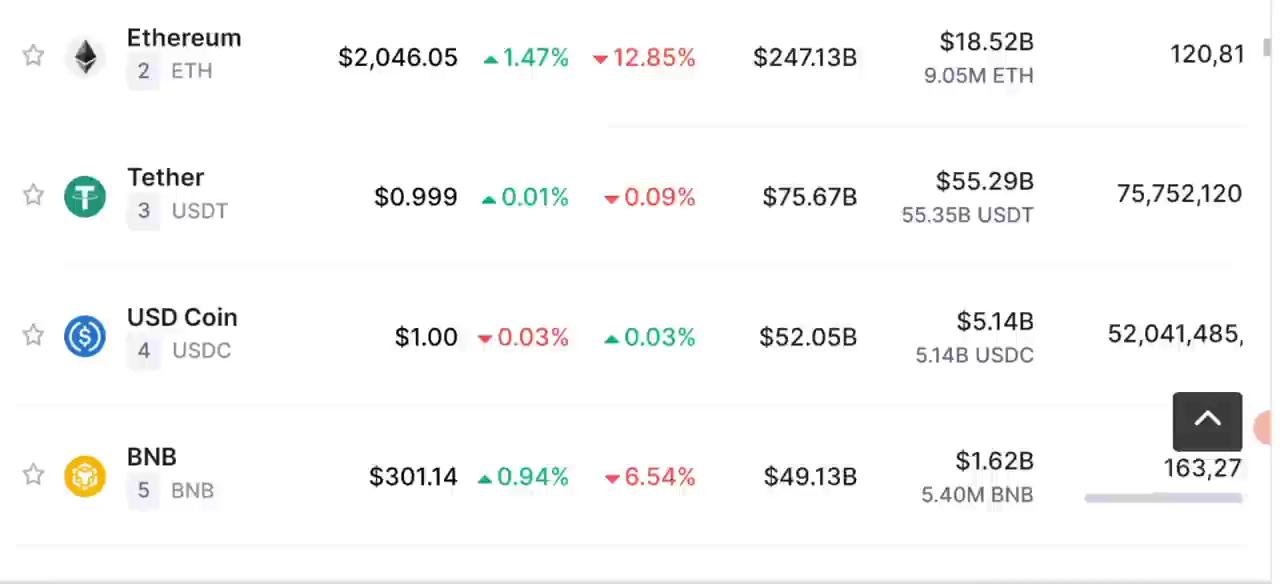 Ethereum
2 ETH
$2,046.05 1.47% 12.85% $247.13B $18.52B
9.05M ETH
120,81
Tether
3 USDT
$0.999 0.01% 0.09% $75.67B $55.29B
55.35B USDT
75,752,120
USD Coin
4 USDC
$1.00 0.03% 0.03% $52.05B $5.14B
5.14B USDC
52,041,485,
BNB
5 BNB
$301.14 0.94% 6.54% $49.13B $1.62B
5.40M BNB
163,27